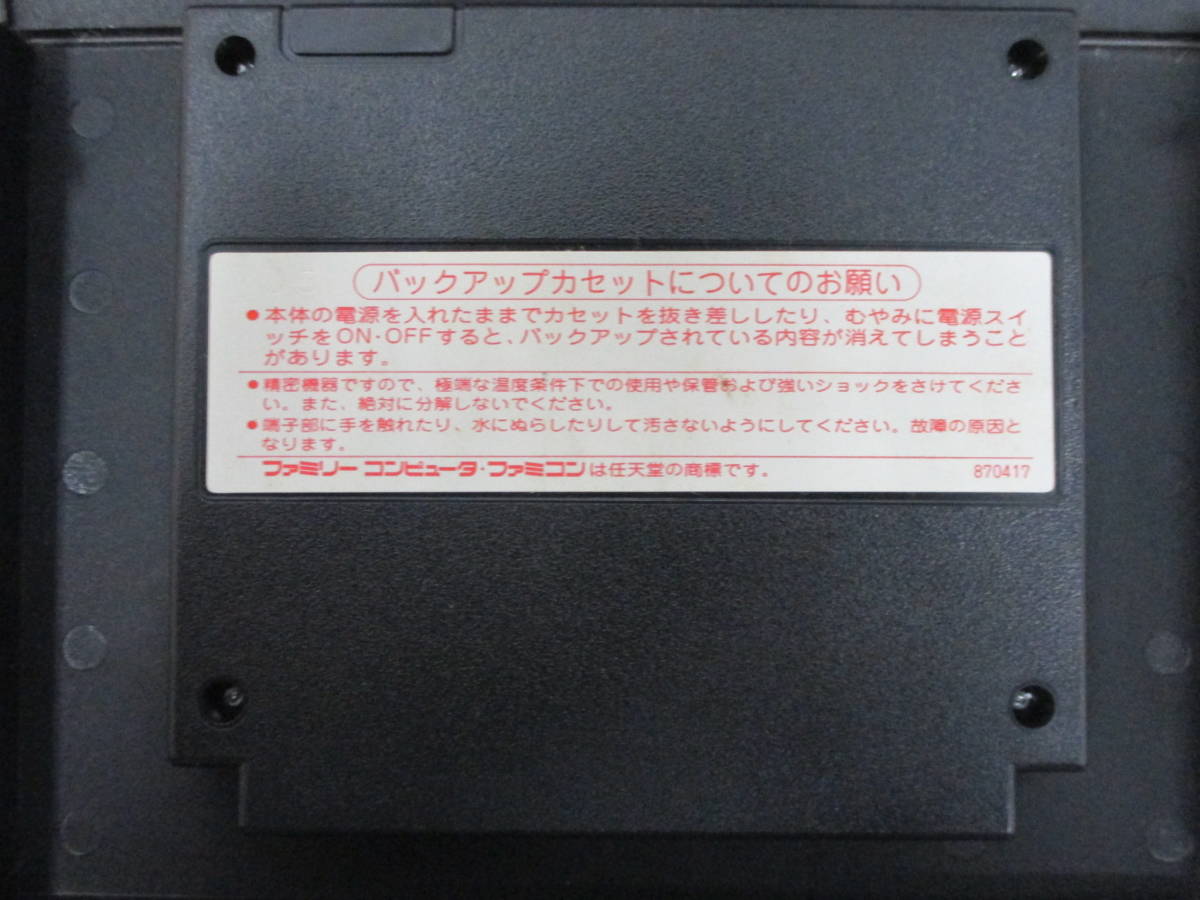 バックアップカセットについてのお願い
●本体の電源を入れたままでカセットを抜き差ししたり、むやみに電源スイ
ッチをON・OFFすると、バックアップされている内容が消えてしまうこと
があります。
●精密機器ですので、極端な温度条件下での使用や保管および強いショックをさけてくださ
い。また、絶対に分解しないでください。
●端子部に手を触れたり、水にぬらしたりして汚さないようにしてください。故障の原因と
なります。
ファミリーコンピュータ・ファミコンは任天堂の商標です。 870417